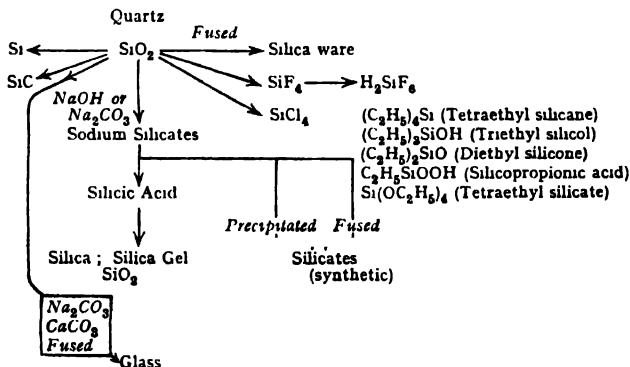 Quartz
Si SiO₂ Fused Silica ware
SiC SiF₄ H₂SiF₆
NaOH or
Na₂CO₃ SiCl₄ (C₂H₅)₄Si (Tetraethyl silicane)
Sodium Silicates (C₂H₅)₃SiOH (Triethyl silicol)
(C₂H₅)₂SiO (Diethyl silicone)
C₂H₅SiOOH (Silicopropionic acid)
Silicic Acid Si(OC₂H₅)₄ (Tetraethyl silicate)
Precipitated Fused
Silica ; Silica Gel Silicates
SiO₂ (synthetic)
Na₂CO₃
CaCO₃
Fused
Glass